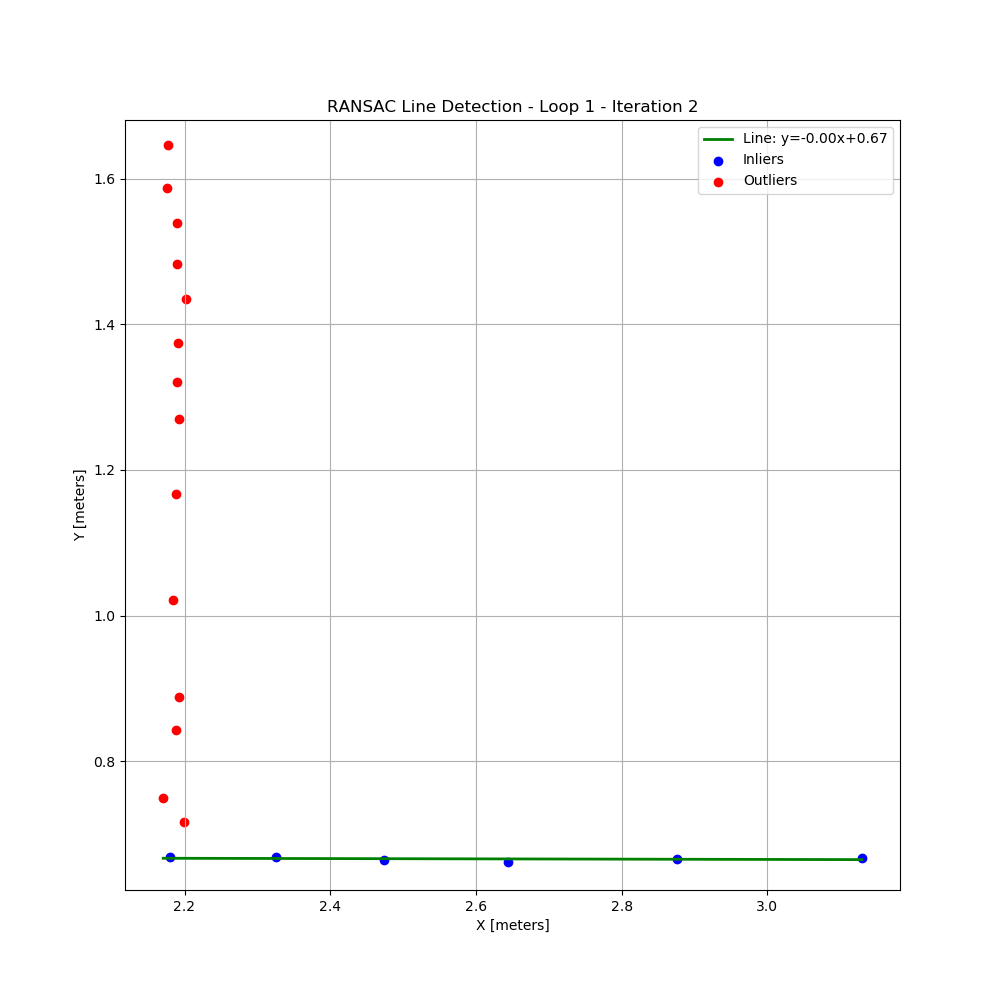 RANSAC Line Detection - Loop 1 - Iteration 2
Line: y=-0.00x+0.67
Inliers
Outliers
1.6
1.4
1.2
1.0
0.8
Y [meters]
2.2 2.4 2.6 2.8 3.0
X [meters]